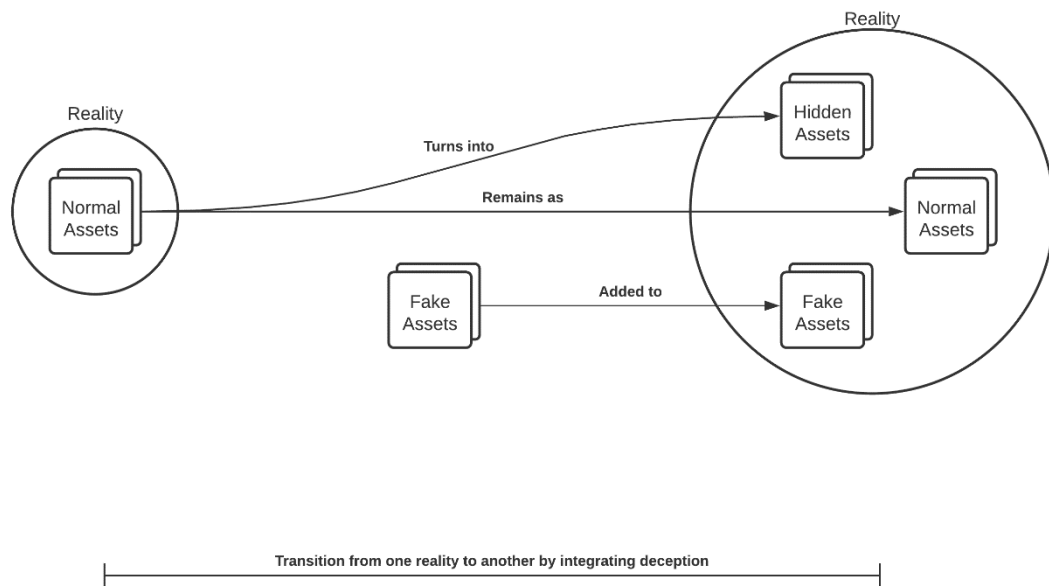 Reality
Reality
Hidden
Assets
Turns into
Normal
Assets
Remains as
Normal
Assets
Fake
Assets
Added to
Fake
Assets
Transition from one reality to another by integrating deception